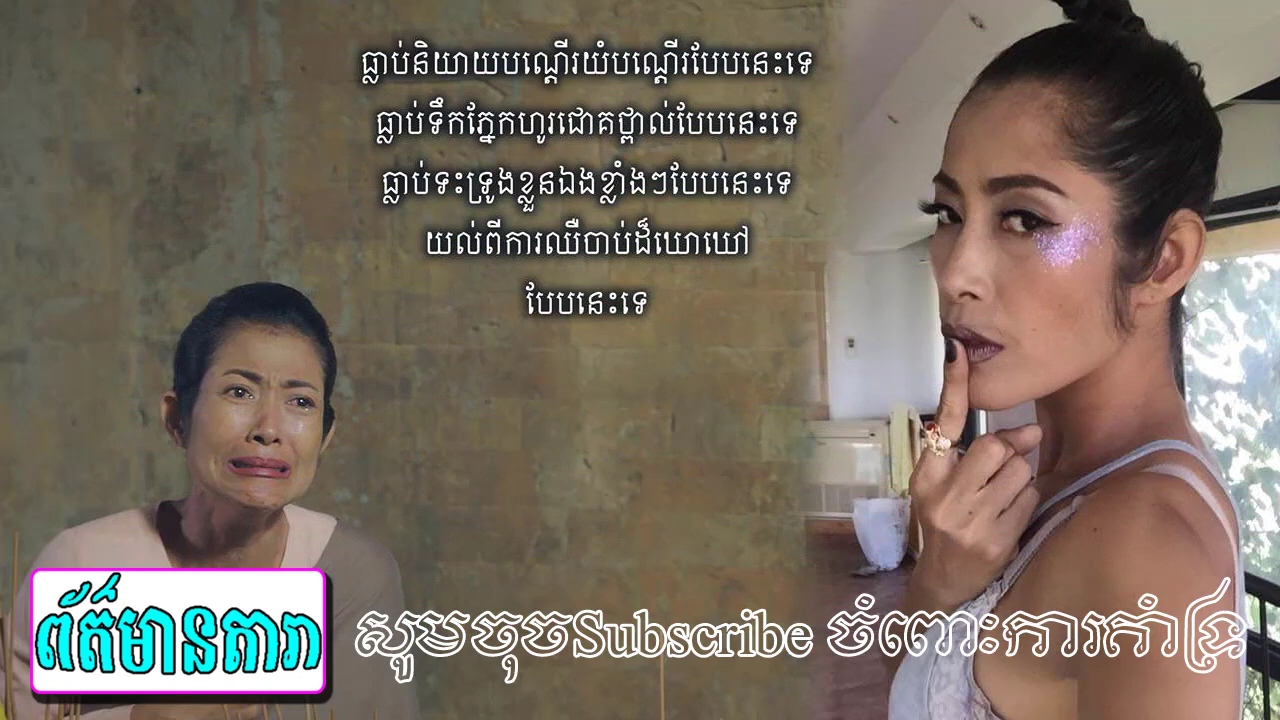 ធ្លាប់និយាយបណ្ដើរយំបណ្ដើរបែបនេះទេ
ធ្លាប់ទឹកភ្នែកហូរជោគថ្ពាល់បែបនេះទេ
ធ្លាប់ទះទ្រូងខ្លួនឯងខ្លាំងៗបែបនេះទេ
យល់ពីការឈឺចាប់ដ៏ឃោឃៅ
បែបនេះទេ
ព័ត៌មានតារា
សូមចុចSubscribe ចំពោះការគាំទ្រ